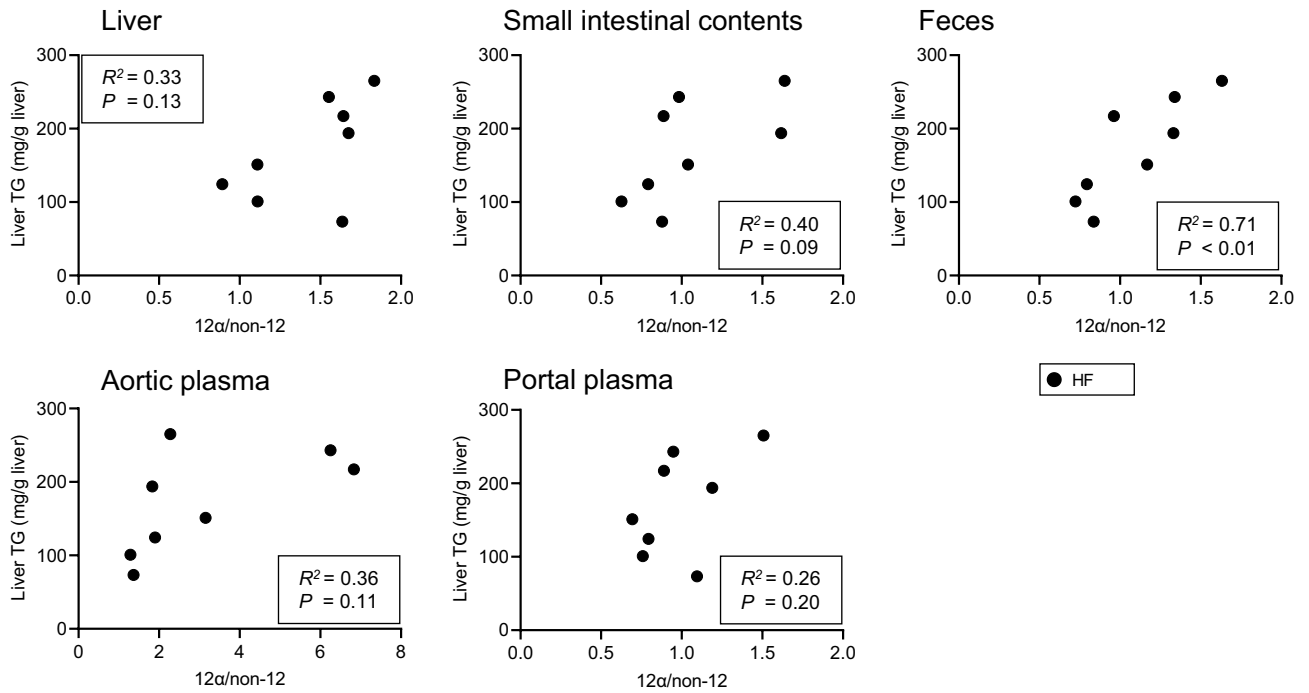 Liver
Liver TG (mg/g liver)
300
200
100
0
R² = 0.33
P = 0.13
0.0 0.5 1.0 1.5 2.0
12α/non-12
Small intestinal contents
Liver TG (mg/g liver)
300
200
100
0
R² = 0.40
P = 0.09
0.0 0.5 1.0 1.5 2.0
12α/non-12
Feces
Liver TG (mg/g liver)
300
200
100
0
R² = 0.71
P < 0.01
0.0 0.5 1.0 1.5 2.0
12α/non-12
Aortic plasma
Liver TG (mg/g liver)
300
200
100
0
R² = 0.36
P = 0.11
0 2 4 6 8
12α/non-12
Portal plasma
Liver TG (mg/g liver)
300
200
100
0
R² = 0.26
P = 0.20
0.0 0.5 1.0 1.5 2.0
12α/non-12
HF